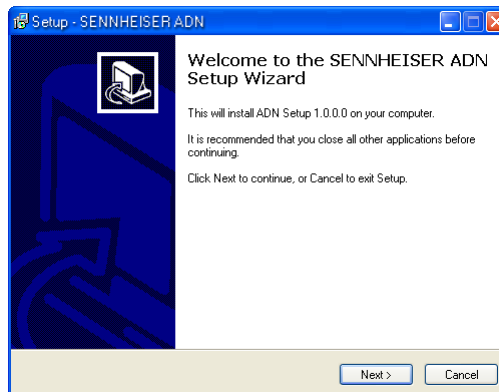 Setup - SENNHEISER ADN
Welcome to the SENNHEISER ADN
Setup Wizard
This will install ADN Setup 1.0.0.0 on your computer.
It is recommended that you close all other applications before
continuing.
Click Next to continue, or Cancel to exit Setup.
Next >
Cancel